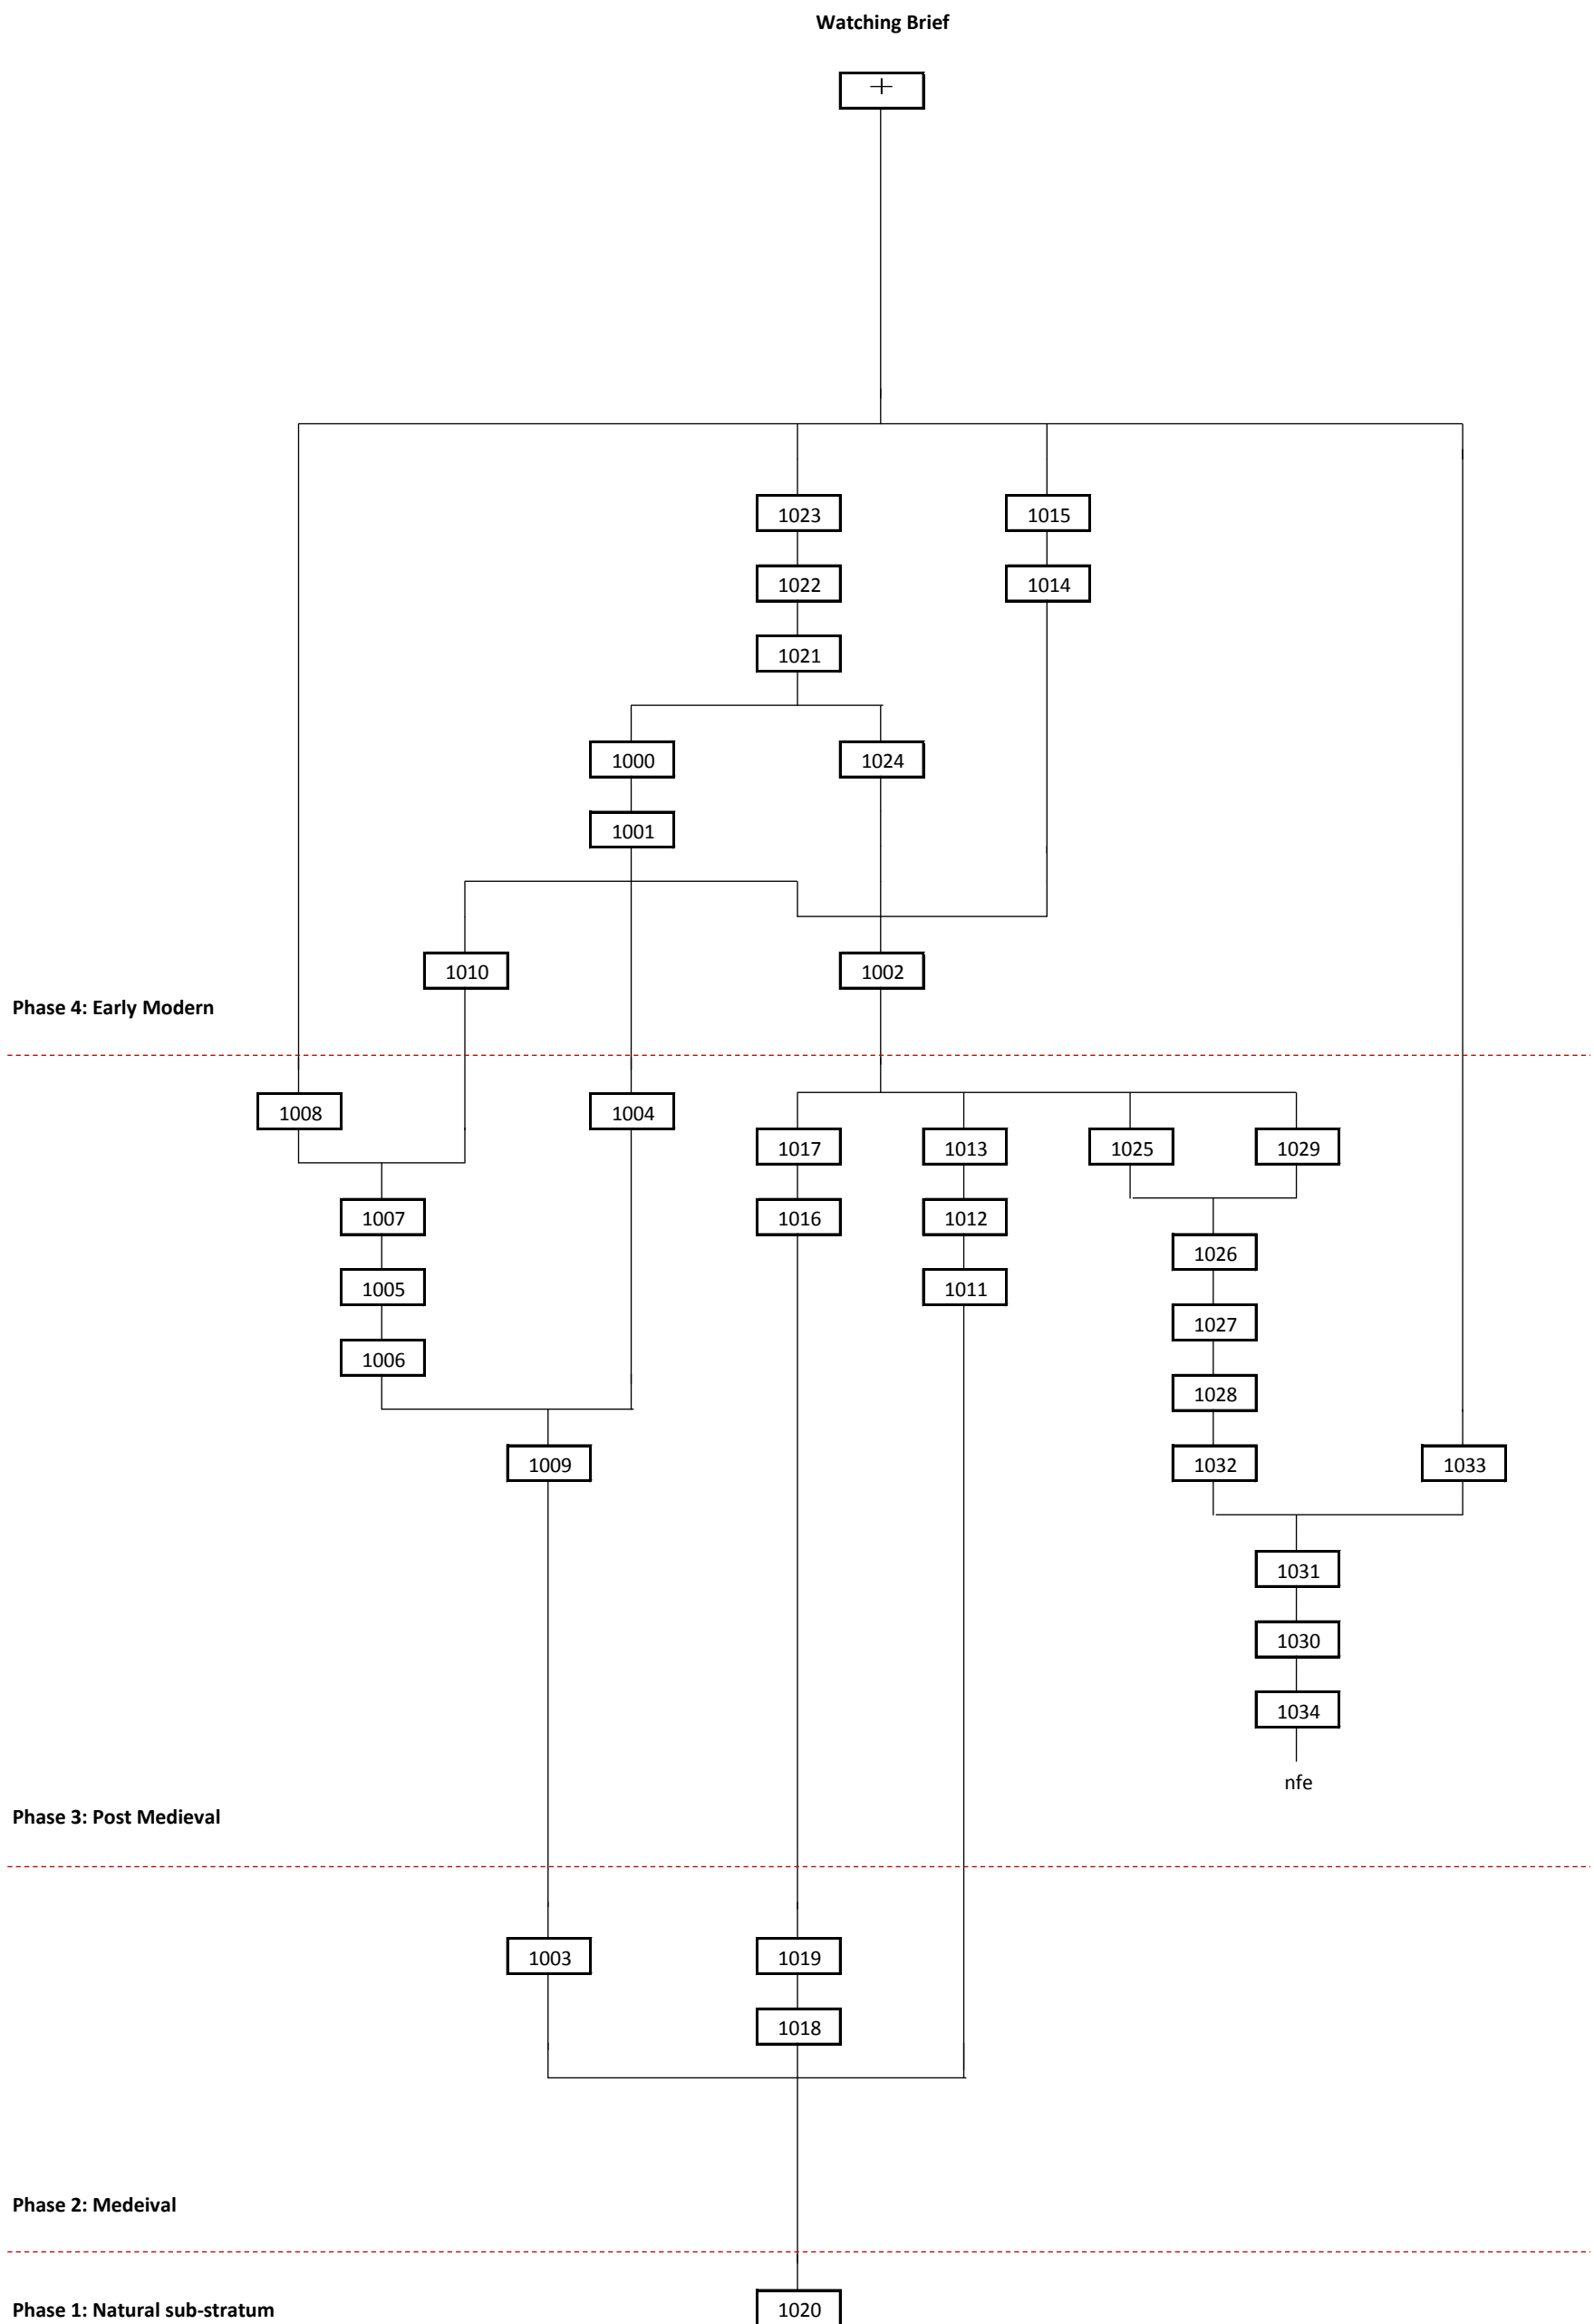 Watching Brief
+
1023 1015
1022 1014
1021
1000 1024
1001
1010 1002
Phase 4: Early Modern
1008 1004
1017 1013 1025 1029
1007 1016 1012
1026
1005 1011
1027
1006
1028
1009 1032 1033
1031
1030
1034
nfe
Phase 3: Post Medieval
1003 1019
1018
Phase 2: Medeival
Phase 1: Natural sub-stratum 1020